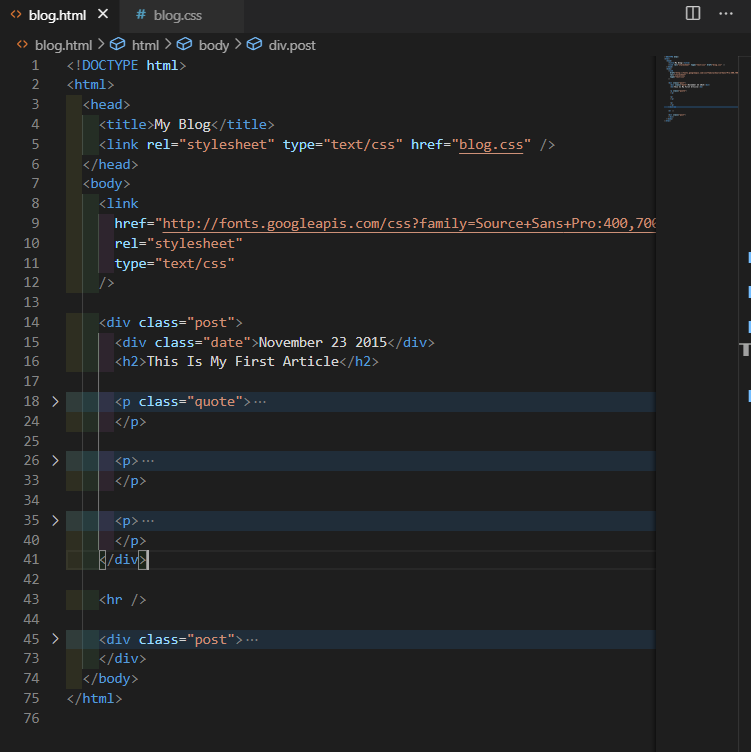 blog.html
# blog.css
blog.html > html > body > div.post
1 <!DOCTYPE html>
2 <html>
3 <head>
4 <title>My Blog</title>
5 <link rel="stylesheet" type="text/css" href="blog.css" />
6 </head>
7 <body>
8 <link
9 href="http://fonts.googleapis.com/css?family=Source+Sans+Pro:400,700
10 rel="stylesheet"
11 type="text/css"
12 />
13
14 <div class="post">
15 <div class="date">November 23 2015</div>
16 <h2>This Is My First Article</h2>
17
18 <p class="quote">···
24 </p>
25
26 <p>···
33 </p>
34
35 <p>···
40 </p>
41 </div>
42
43 <hr />
44
45 <div class="post">···
73 </div>
74 </body>
75 </html>
76